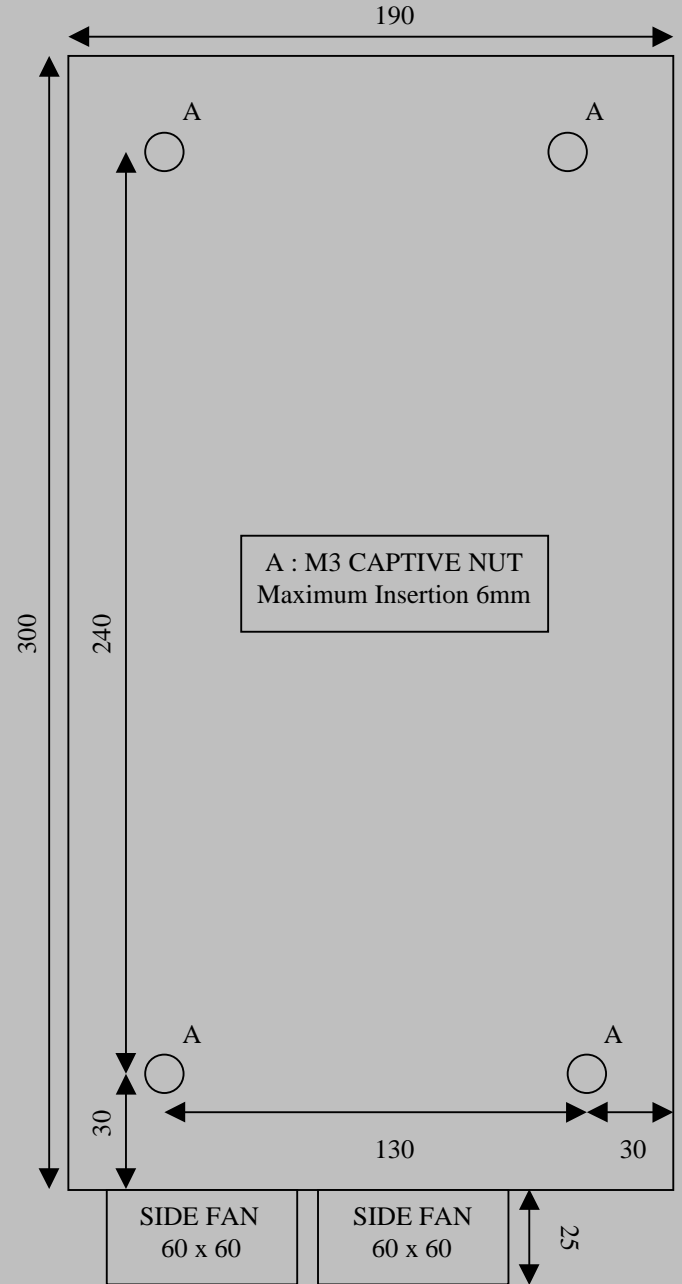 190
A
A
300
240
A : M3 CAPTIVE NUT
Maximum Insertion 6mm
A
A
30
130
30
SIDE FAN
60 x 60
SIDE FAN
60 x 60
25